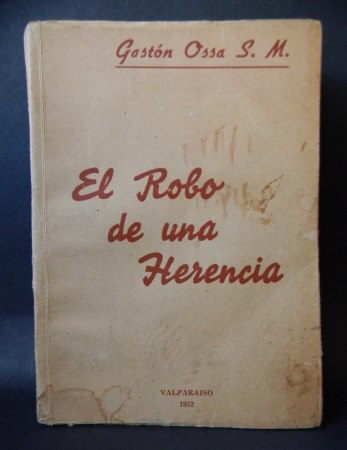 Gastón Ossa S. M.
El Robo
de una
Herencia
VALPARAISO
1952